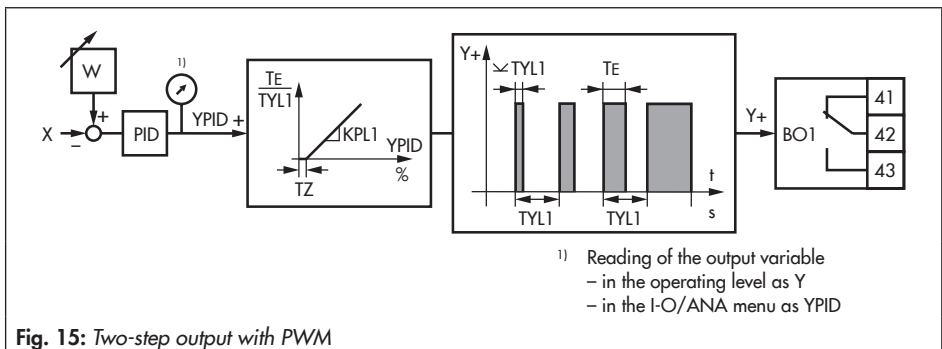 W
X
–
+
PID
1)
YPID +
TE
TYL1
KPL1
YPID
%
TZ
Y+
⊻ TYL1
TE
TYL1
TYL1
t
s
Y+
BO1
41
42
43
1) Reading of the output variable
– in the operating level as Y
– in the I-O/ANA menu as YPID
Fig. 15: Two-step output with PWM